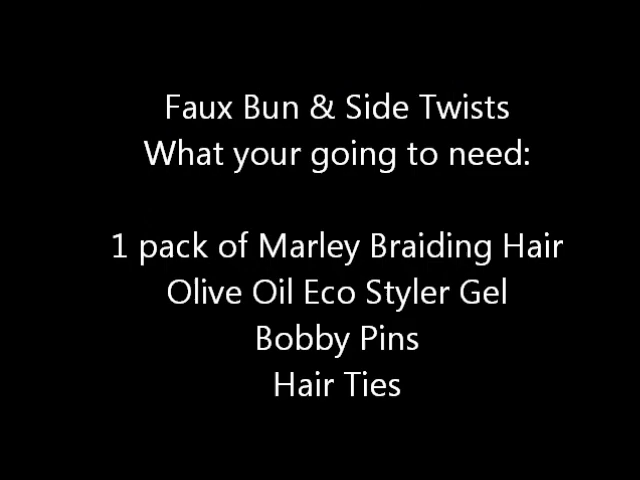 Faux Bun & Side Twists
What your going to need:
1 pack of Marley Braiding Hair
Olive Oil Eco Styler Gel
Bobby Pins
Hair Ties